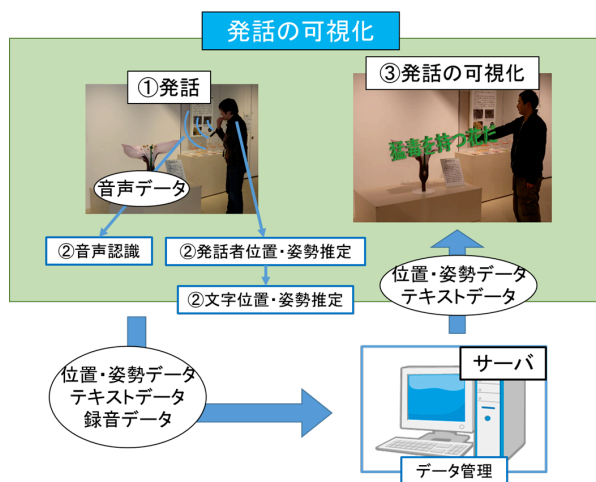 発話の可視化
①発話
③発話の可視化
猛毒を持つ花だ
音声データ
②音声認識
②発話者位置・姿勢推定
②文字位置・姿勢推定
位置・姿勢データ
テキストデータ
位置・姿勢データ
テキストデータ
録音データ
サーバ
データ管理